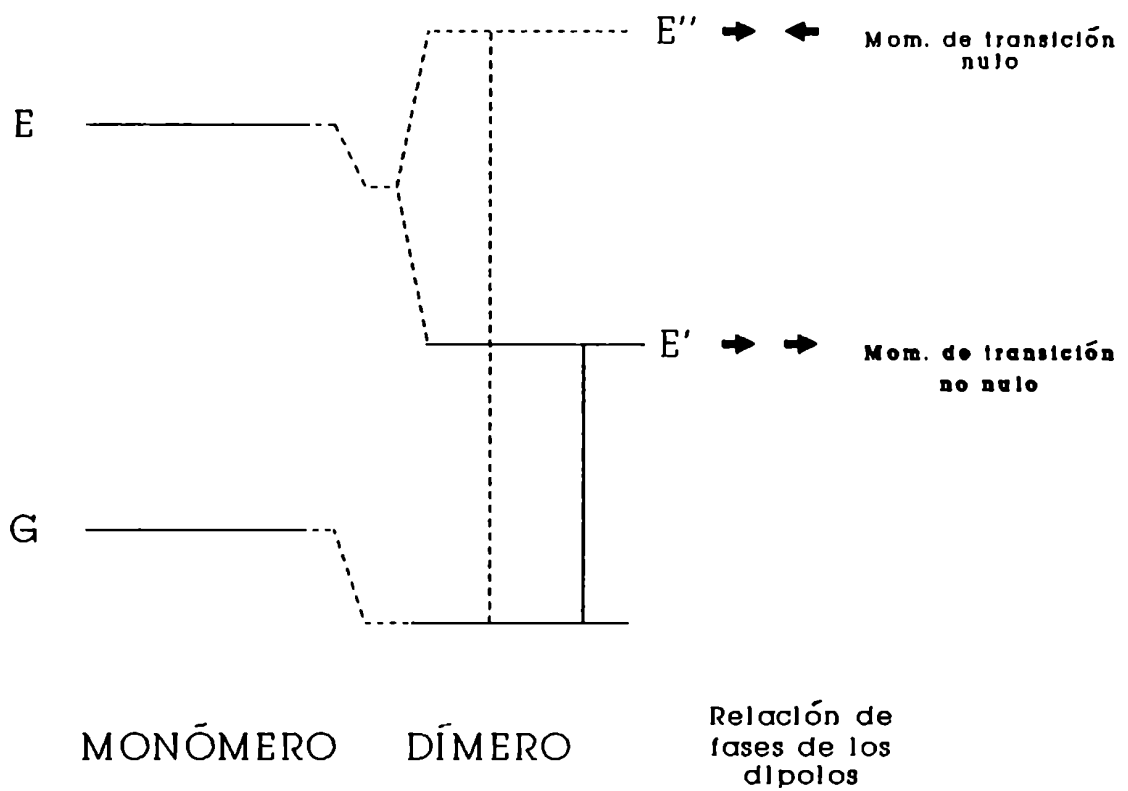 E'' Mom. de transición
nulo
E
E' Mom. de transición
no nulo
G
MONÓMERO DÍMERO
Relación de
fases de los
dipolos